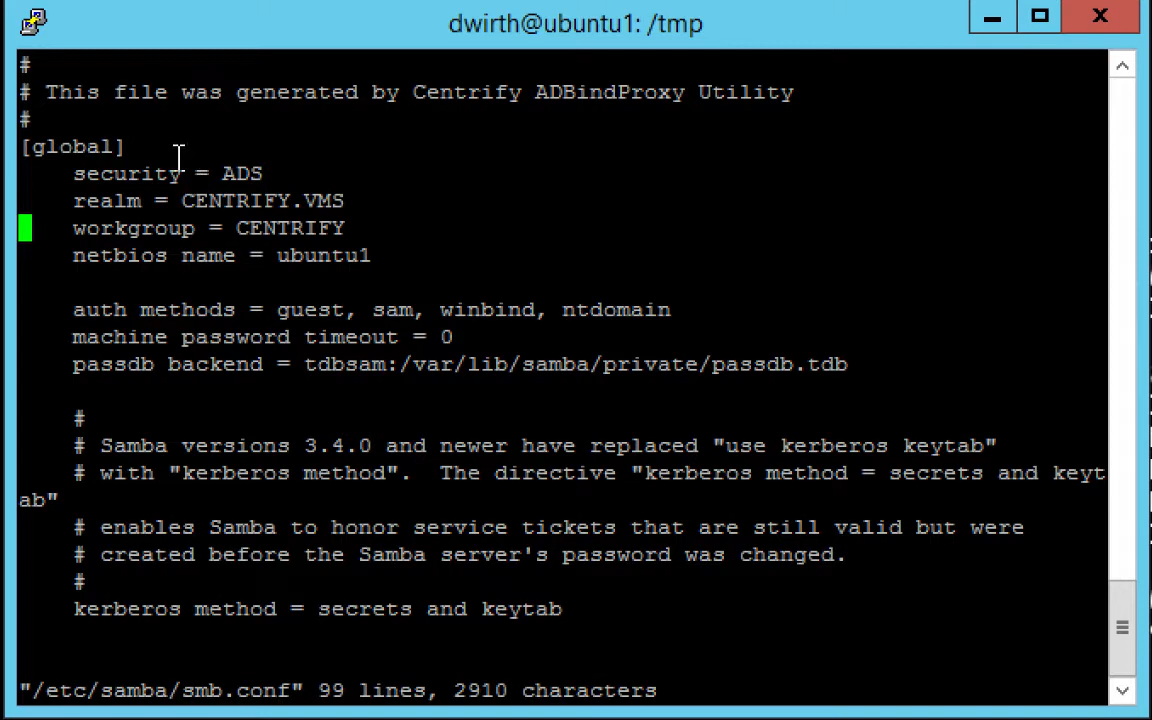 dwirth@ubuntu1: /tmp
#
# This file was generated by Centrify ADBindProxy Utility
#
[global]
security = ADS
realm = CENTRIFY.VMS
workgroup = CENTRIFY
netbios name = ubuntu1
auth methods = guest, sam, winbind, ntdomain
machine password timeout = 0
passdb backend = tdbsam:/var/lib/samba/private/passdb.tdb
#
# Samba versions 3.4.0 and newer have replaced "use kerberos keytab"
# with "kerberos method".  The directive "kerberos method = secrets and keyt
ab"
# enables Samba to honor service tickets that are still valid but were
# created before the Samba server's password was changed.
#
kerberos method = secrets and keytab
"/etc/samba/smb.conf" 99 lines, 2910 characters